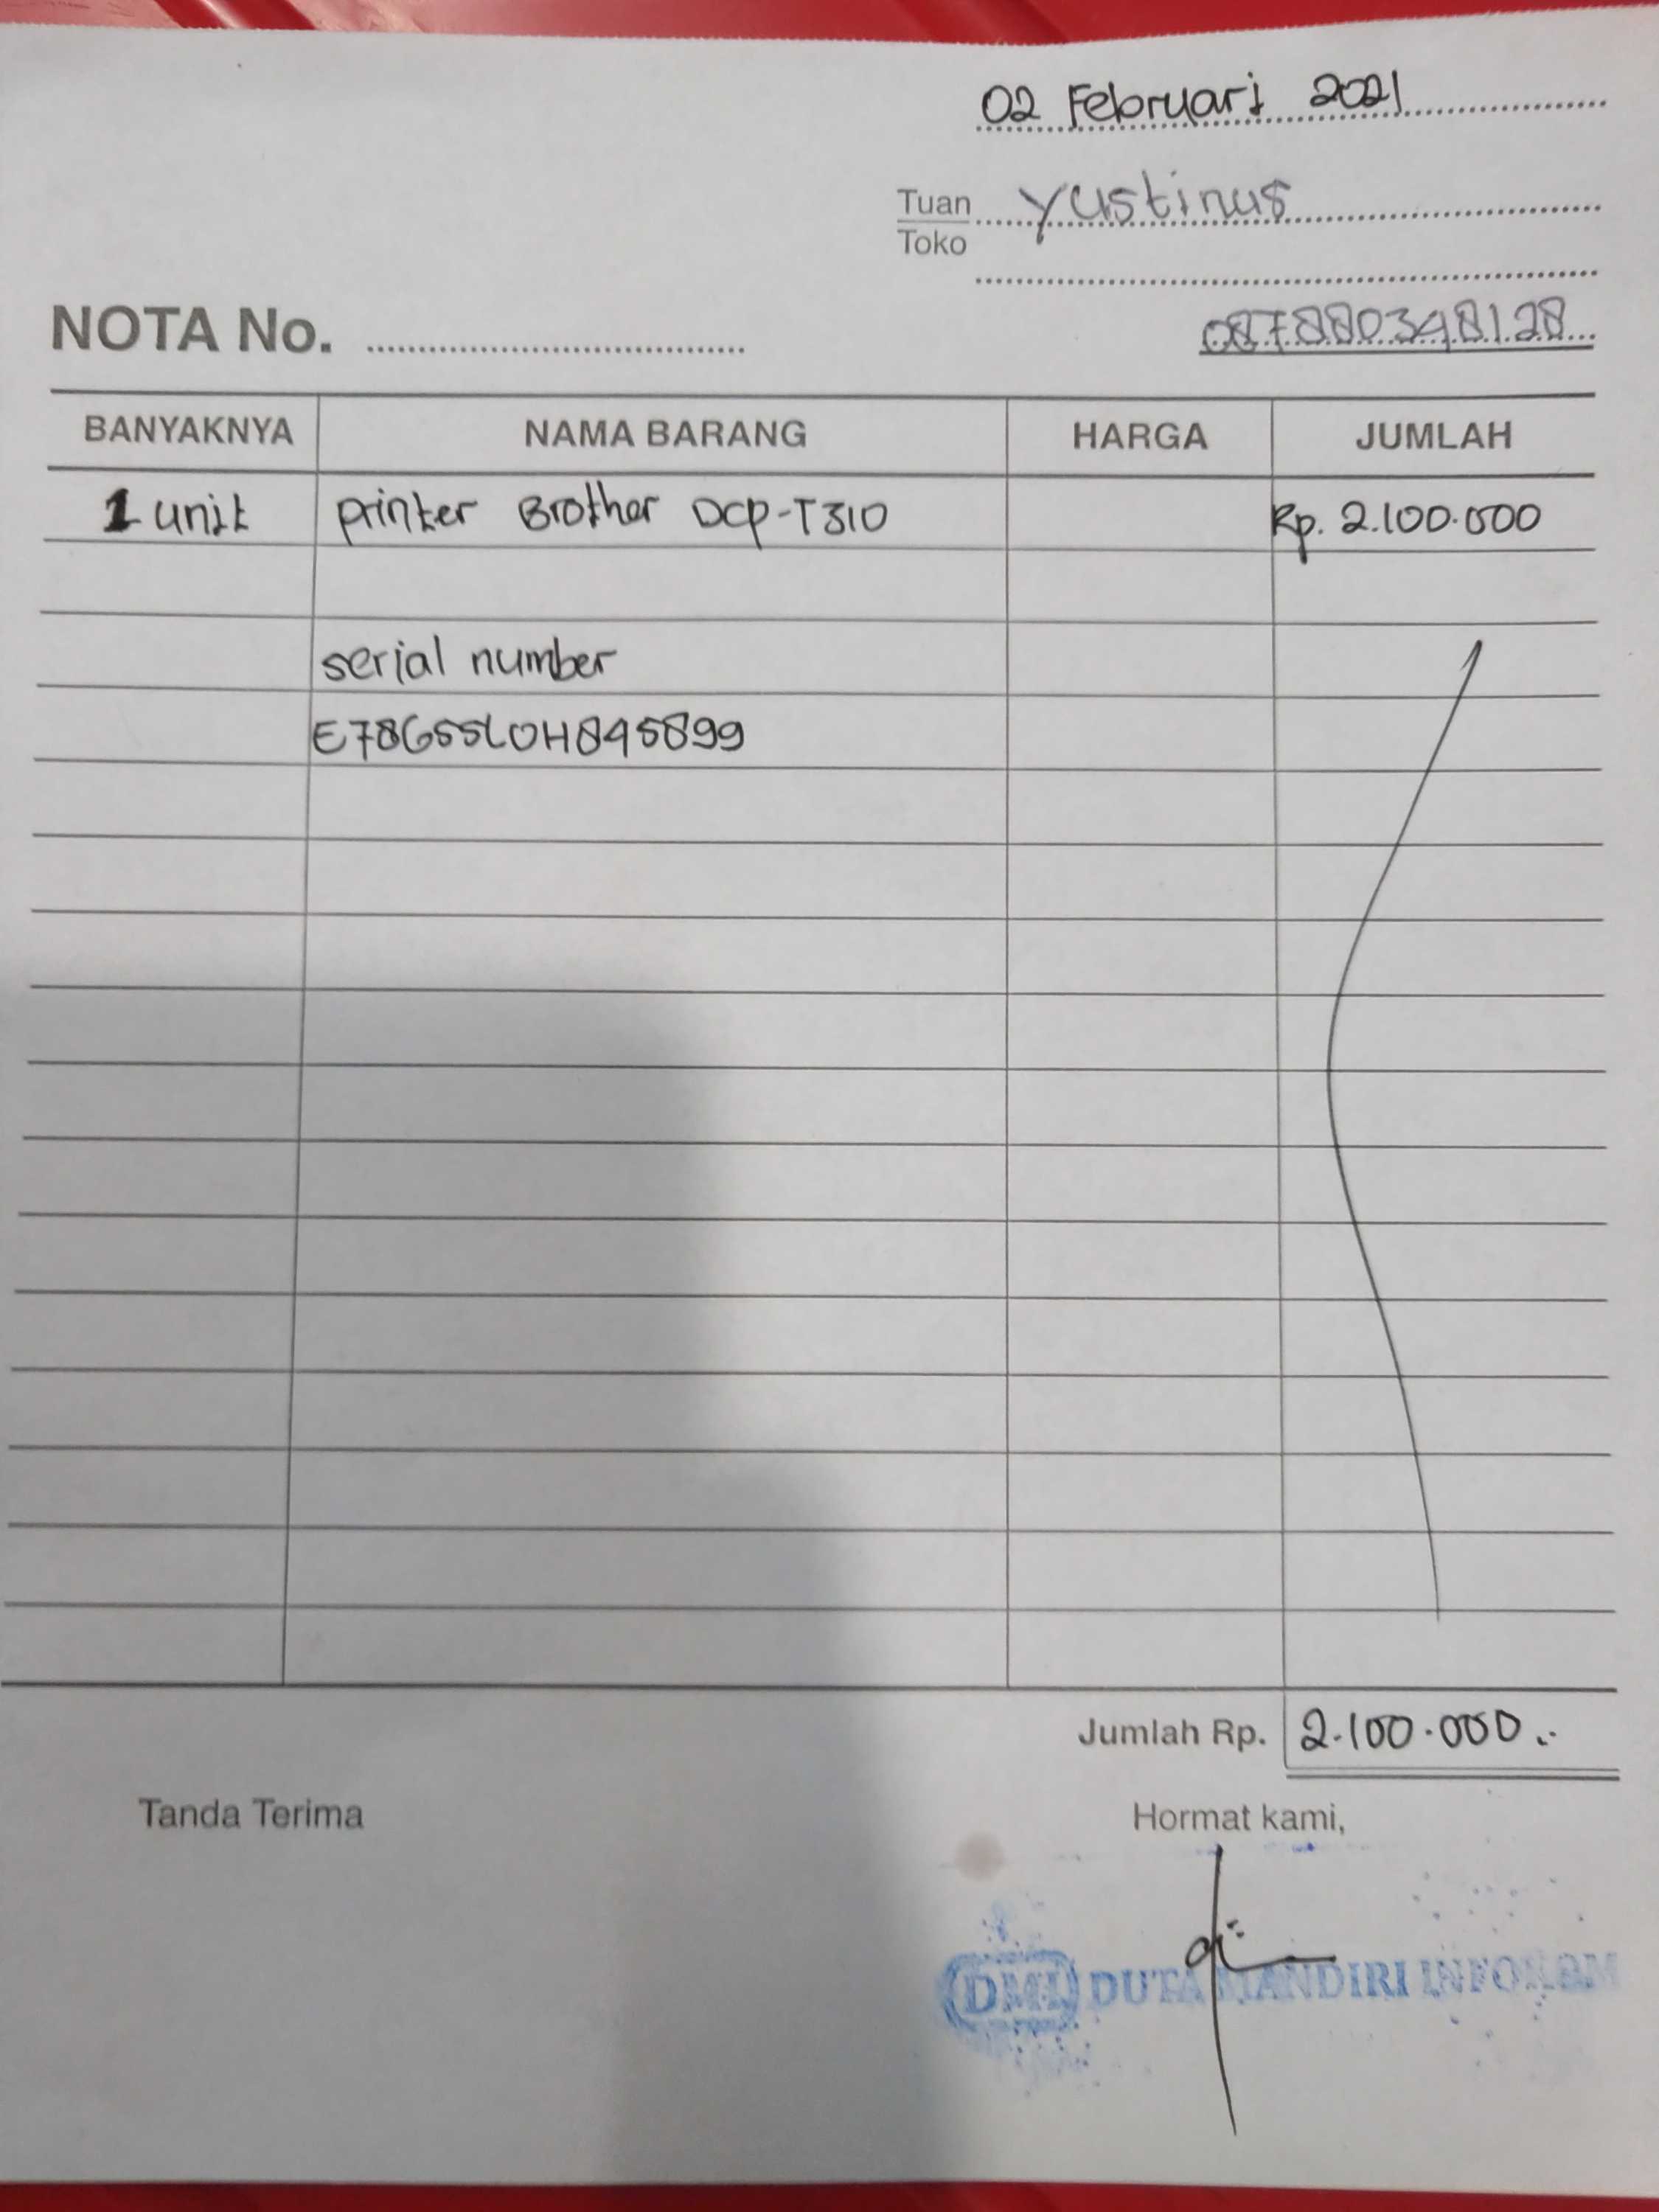 02 Februari 2021
Tuan Yustinus
Toko
NOTA No.
087880348128
BANYAKNYA NAMA BARANG HARGA JUMLAH
1 unit printer Brother DCP-T310 Rp. 2.100.000
serial number
E78G55L0H845899
Jumlah Rp. 2.100.000.-
Tanda Terima Hormat kami,
DMI DUTA MANDIRI